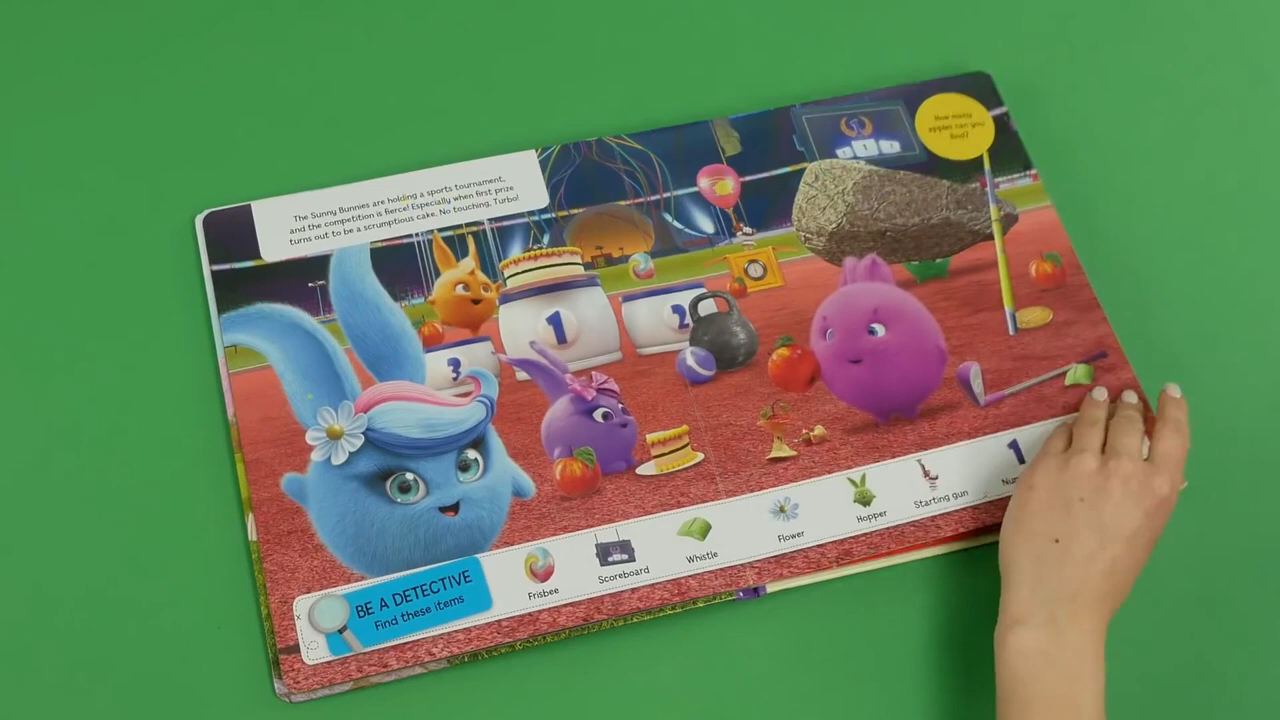 The Sunny Bunnies are holding a sports tournament,
and the competition is fierce! Especially when first prize
turns out to be a scrumptious cake. No touching, Turbo!
How many
apples can you
find?
1
2
3
BE A DETECTIVE
Find these items
Frisbee
Scoreboard
Whistle
Flower
Hopper
Starting gun
1